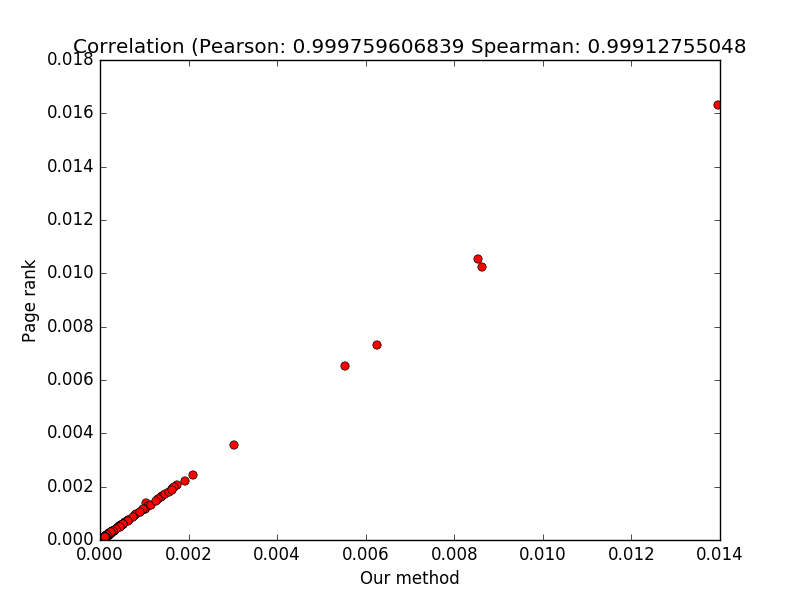 Correlation (Pearson: 0.999759606839 Spearman: 0.99912755048
0.018
0.016
0.014
0.012
0.010
0.008
0.006
0.004
0.002
0.000
Page rank
0.000 0.002 0.004 0.006 0.008 0.010 0.012 0.014
Our method